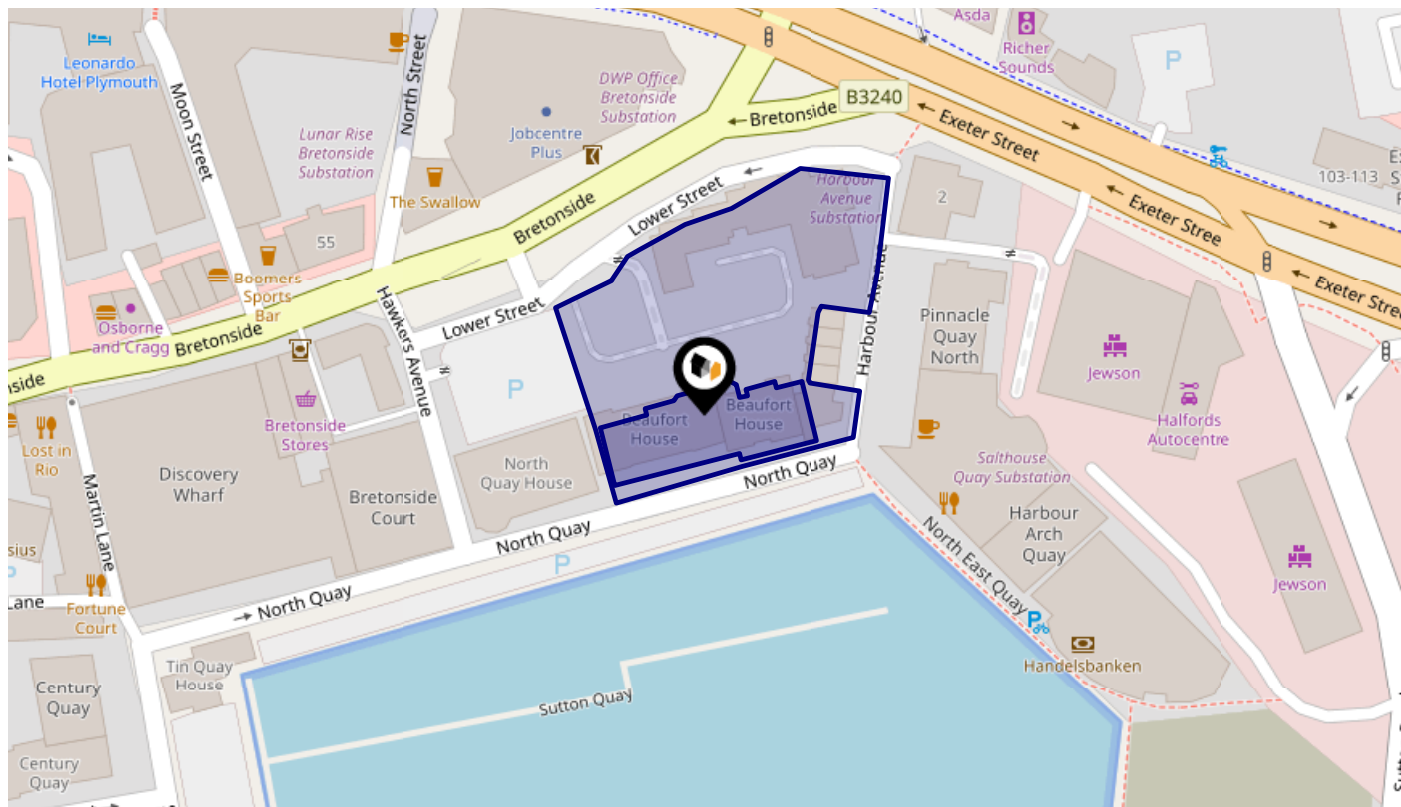 Asda
Richer
Sounds
P
Leonardo
Hotel Plymouth
Moon Street
North Street
DWP Office
Bretonside
Substation
B3240
Bretonside
Jobcentre
Plus
Lunar Rise
Bretonside
Substation
Exeter Street
103-113
The Swallow
Harbour
Avenue
Substation
2
Lower Street
Bretonside
Exeter Stree
55
Boomers
Sports
Bar
Exeter Stree
Osborne
and Cragg
Bretonside
Hawkers Avenue
Lower Street
Harbour Avenue
Pinnacle
Quay
North
Jewson
P
nside
Bretonside
Stores
Beaufort
House
Beaufort
House
Halfords
Autocentre
Lost in
Rio
Discovery
Wharf
North
Quay House
North Quay
Salthouse
Quay Substation
Martin Lane
Bretonside
Court
Harbour
Arch
Quay
North Quay
North East Quay
sius
P
P
Lane
Fortune
Court
North Quay
Jewson
P
Handelsbanken
Tin Quay
House
Century
Quay
Sutton Quay
Century
Quay